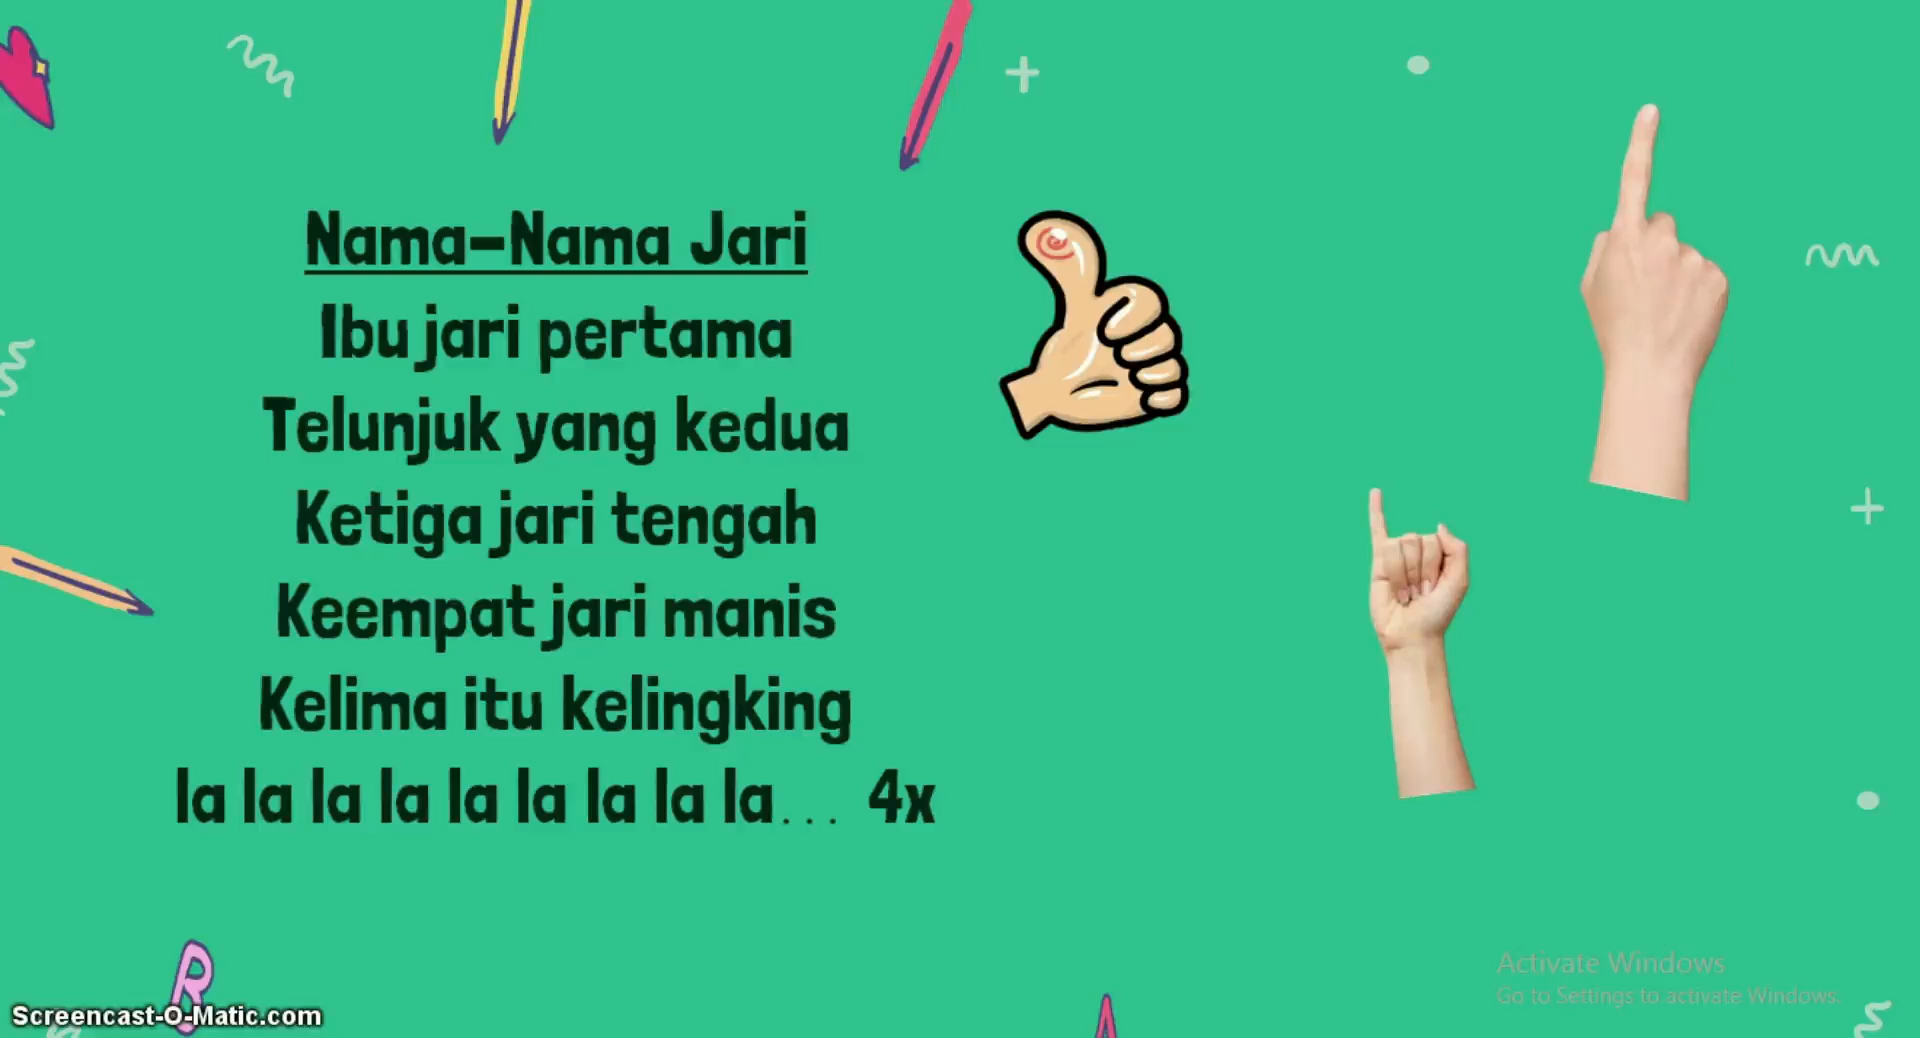 Nama-Nama Jari
Ibu jari pertama
Telunjuk yang kedua
Ketiga jari tengah
Keempat jari manis
Kelima itu kelingking
la la la la la la la la la... 4x
R
Activate Windows
Go to Settings to activate Windows.
Screencast-O-Matic.com